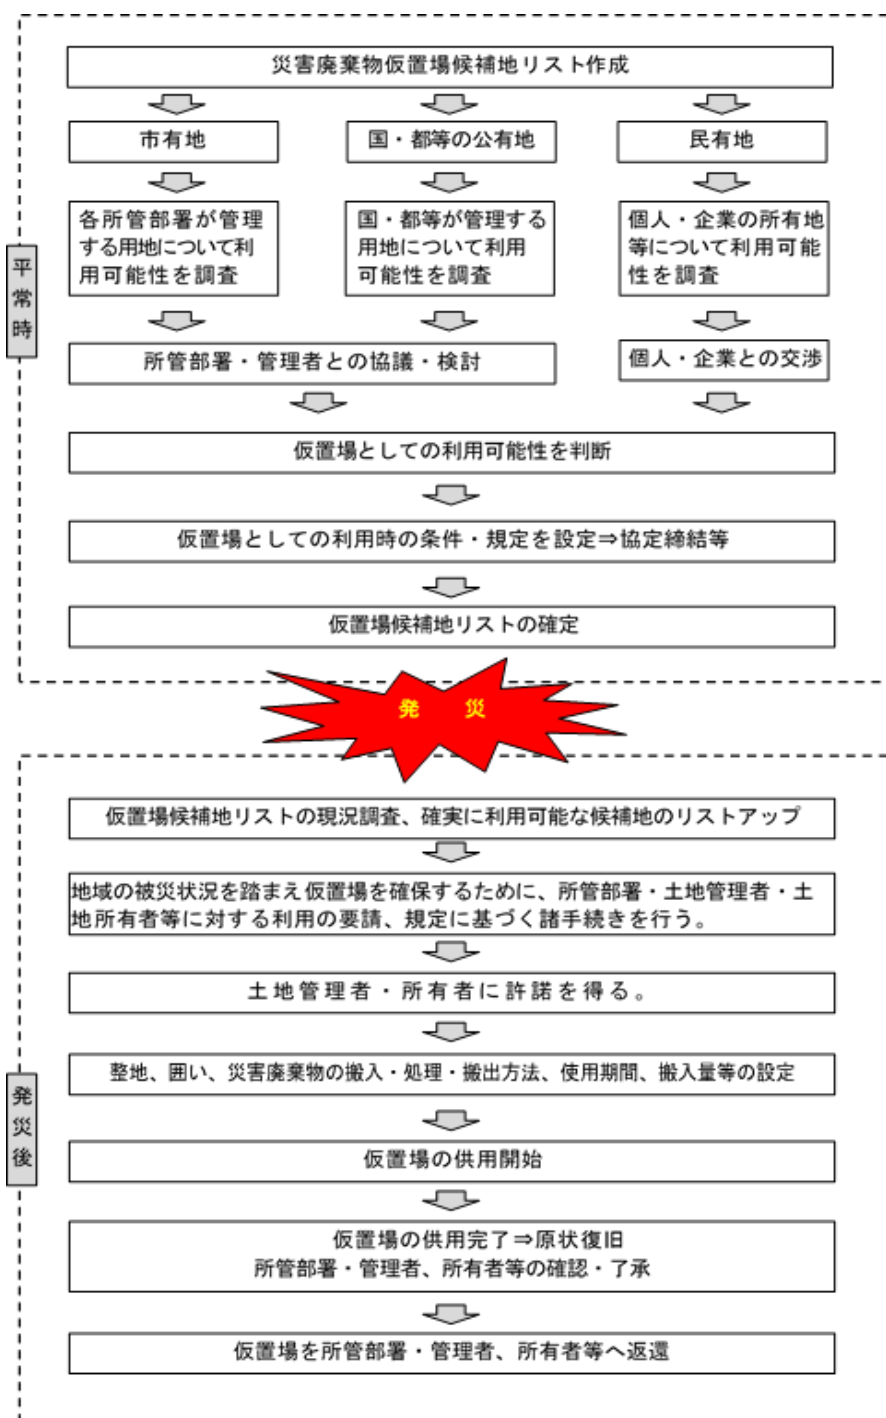 災害廃棄物仮置場候補地リスト作成
市有地
国・都等の公有地
民有地
各所管部署が管理
する用地について利
用可能性を調査
国・都等が管理する
用地について利用
可能性を調査
個人・企業の所有地
等について利用可能
性を調査
平常時
所管部署・管理者との協議・検討
個人・企業との交渉
仮置場としての利用可能性を判断
仮置場としての利用時の条件・規定を設定⇒協定締結等
仮置場候補地リストの確定
発 災
仮置場候補地リストの現況調査、確実に利用可能な候補地のリストアップ
地域の被災状況を踏まえ仮置場を確保するために、所管部署・土地管理者・土
地所有者等に対する利用の要請、規定に基づく諸手続きを行う。
土地管理者・所有者に許諾を得る。
整地、囲い、災害廃棄物の搬入・処理・搬出方法、使用期間、搬入量等の設定
発災後
仮置場の供用開始
仮置場の供用完了⇒原状復旧
所管部署・管理者、所有者等の確認・了承
仮置場を所管部署・管理者、所有者等へ返還